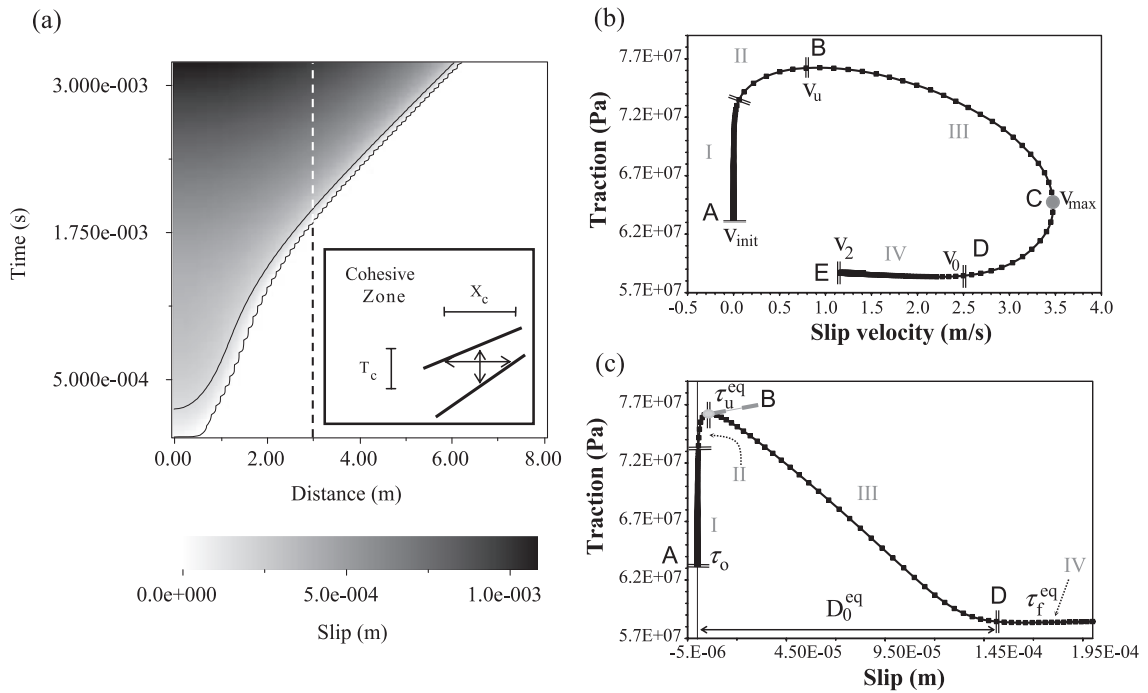 (a)
3.000e-003
1.750e-003
5.000e-004
Time (s)
0.00 2.00 4.00 6.00 8.00
Distance (m)
Cohesive
Zone
X_c
T_c
0.0e+000 5.0e-004 1.0e-003
Slip (m)
(b)
7.7E+07
7.2E+07
6.7E+07
6.2E+07
5.7E+07
Traction (Pa)
II
B
V_u
III
I
A
V_init
C
V_max
V_2
IV
V_0
D
E
-0.5 0.0 0.5 1.0 1.5 2.0 2.5 3.0 3.5 4.0
Slip velocity (m/s)
(c)
7.7E+07
7.2E+07
6.7E+07
6.2E+07
5.7E+07
Traction (Pa)
τ_u^eq
B
II
III
I
A
τ_o
D_0^eq
D
τ_f^eq
IV
-5.1E-06 4.50E-05 9.50E-05 1.45E-04 1.95E-04
Slip (m)